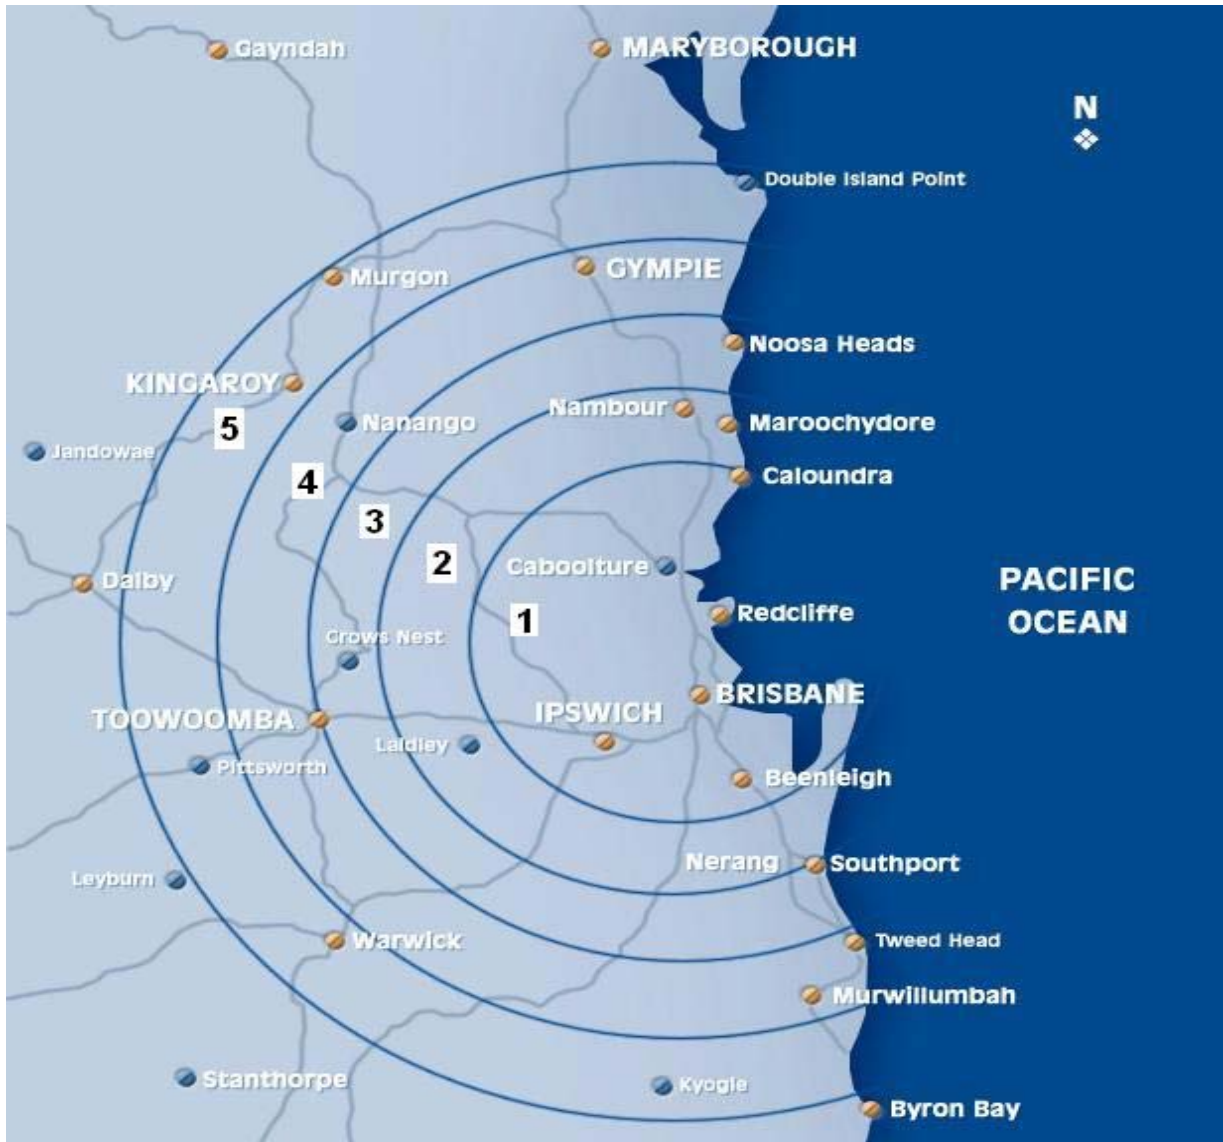 Gayndah
MARYBOROUGH
N
Double Island Point
GYMPIE
Murgon
Noosa Heads
KINGAROY
Nambour
Nanango
Maroochydore
5
Jandowae
Caloundra
4
3
2
Caboolture
Dalby
PACIFIC
OCEAN
Redcliffe
1
Crows Nest
BRISBANE
IPSWICH
TOOWOOMBA
Laidley
Pittsworth
Beenleigh
Nerang
Southport
Leyburn
Warwick
Tweed Head
Murwillumbah
Stanthorpe
Kyogle
Byron Bay